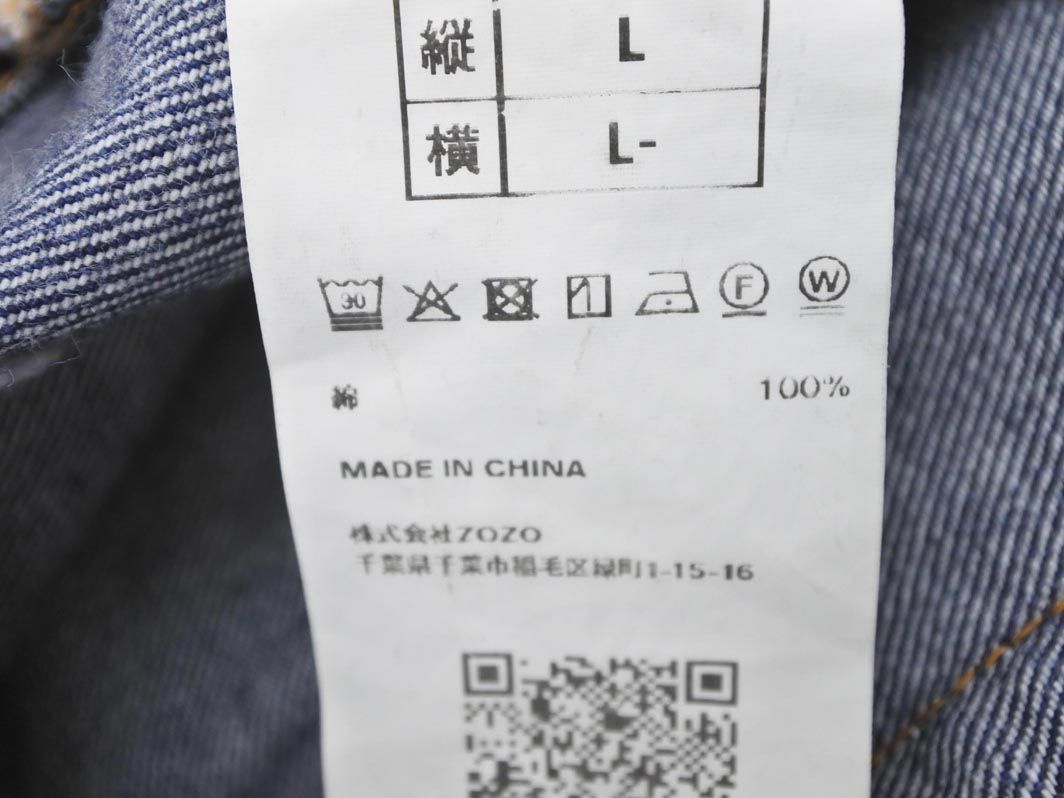 縦 L
横 L-
30 F W
綿 100%
MADE IN CHINA
株式会社ZOZO
千葉県千葉市稲毛区緑町1-15-16